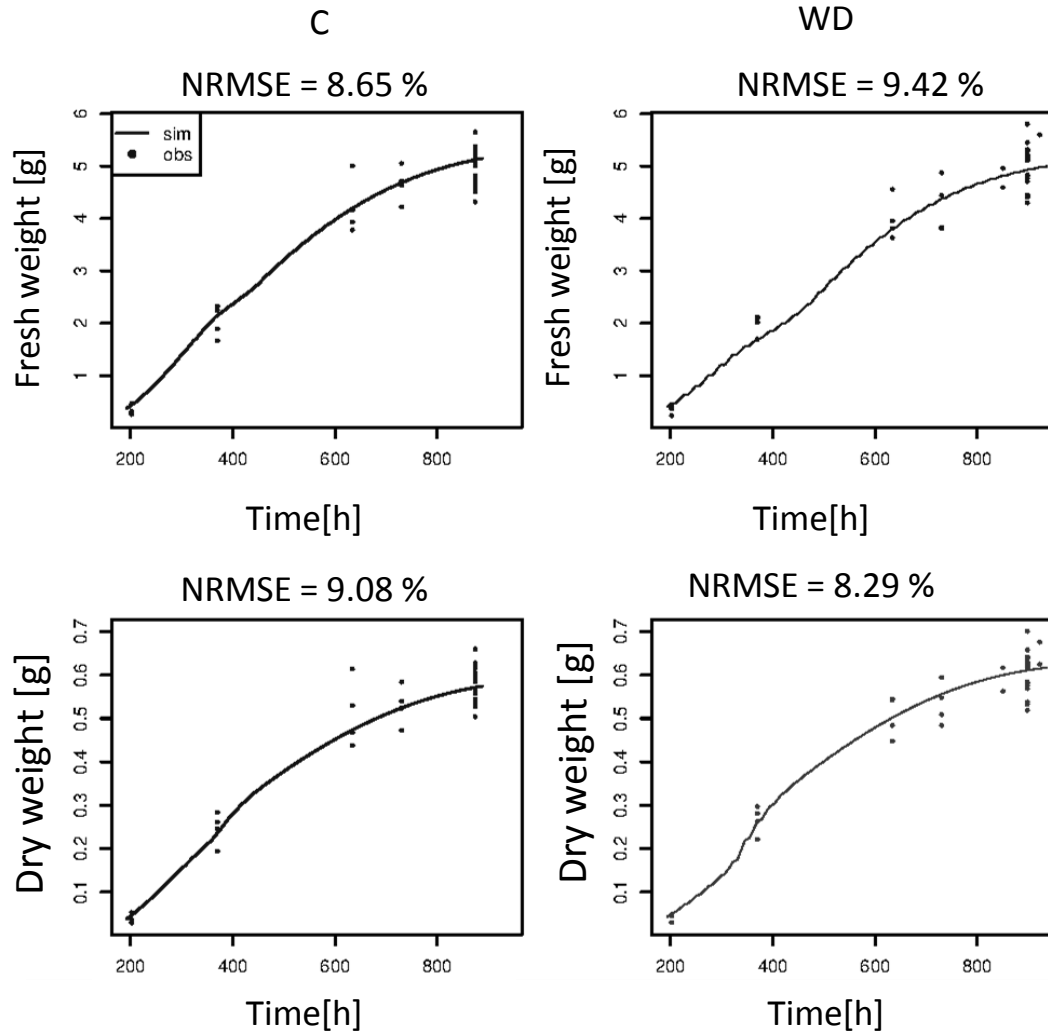 C
WD
NRMSE = 8.65 %
NRMSE = 9.42 %
Fresh weight [g]
6
5
4
3
2
1
sim
obs
200 400 600 800
Time[h]
Fresh weight [g]
6
5
4
3
2
1
200 400 600 800
Time[h]
NRMSE = 9.08 %
NRMSE = 8.29 %
Dry weight [g]
0.7
0.6
0.5
0.4
0.3
0.2
0.1
200 400 600 800
Time[h]
Dry weight [g]
0.7
0.6
0.5
0.4
0.3
0.2
0.1
200 400 600 800
Time[h]